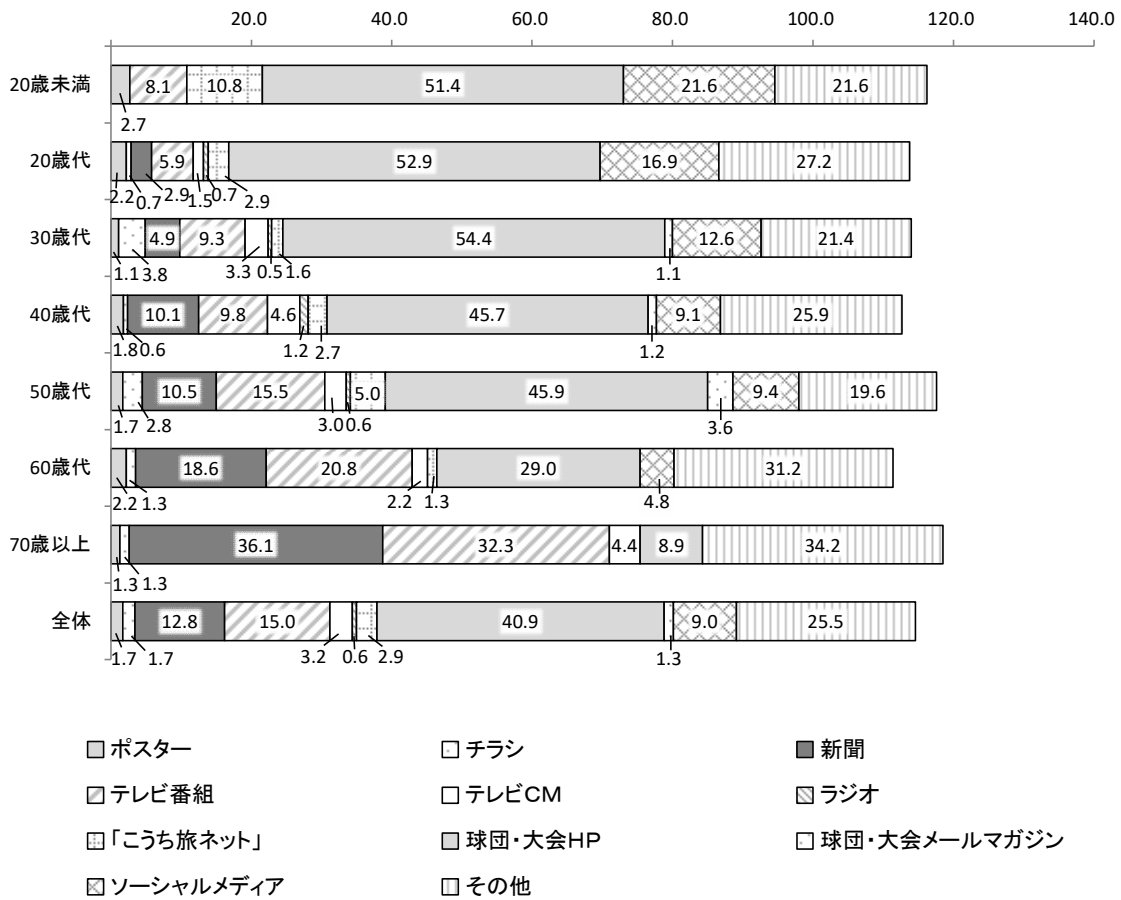 20.0 40.0 60.0 80.0 100.0 120.0 140.0
20歳未満 8.1 10.8 51.4 21.6 21.6
2.7
20歳代 5.9 52.9 16.9 27.2
2.2 0.7 2.9 1.5 0.7 2.9
30歳代 4.9 9.3 54.4 12.6 21.4
1.1 3.8 3.3 0.5 1.6 1.1
40歳代 10.1 9.8 4.6 45.7 9.1 25.9
1.8 0.6 1.2 2.7 1.2
50歳代 10.5 15.5 5.0 45.9 9.4 19.6
1.7 2.8 3.0 0.6 3.6
60歳代 18.6 20.8 29.0 31.2
2.2 1.3 2.2 1.3 4.8
70歳以上 36.1 32.3 4.4 8.9 34.2
1.3 1.3
全体 12.8 15.0 40.9 9.0 25.5
1.7 1.7 3.2 0.6 2.9 1.3
ポスター チラシ 新聞
テレビ番組 テレビCM ラジオ
「こうち旅ネット」 球団・大会HP 球団・大会メールマガジン
ソーシャルメディア その他